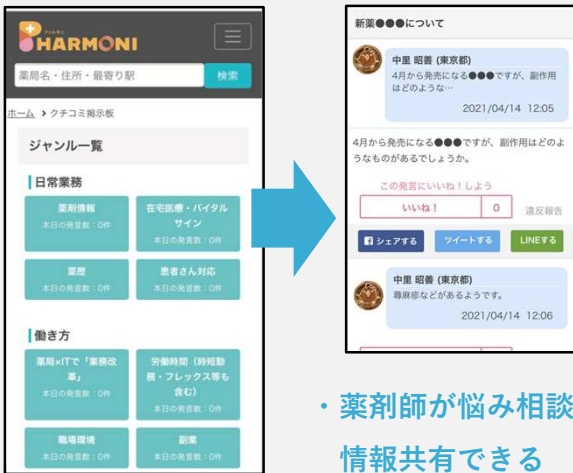 PHARMONI
薬局名・住所・最寄り駅
検索
ホーム > クチコミ掲示板
ジャンル一覧
日常業務
薬剤情報
本日の発言数：0件
在宅医療・バイタル
サイン
本日の発言数：0件
薬歴
本日の発言数：0件
患者さん対応
本日の発言数：0件
働き方
薬局×ITで「業務改
革」
本日の発言数：0件
労働時間（時短勤
務・フレックス等も
含む）
本日の発言数：0件
職場環境
本日の発言数：0件
副業
本日の発言数：0件
新薬●●●について
中里 昭善 (東京都)
4月から発売になる●●●ですが、副作用
はどのような…
2021/04/14 12:05
4月から発売になる●●●ですが、副作用はどのよ
うなものがあるでしょうか。
この発言にいいね！しよう
いいね！ 0
違反報告
シェアする
ツイートする
LINEする
中里 昭善 (東京都)
蕁麻疹などがあるようです。
2021/04/14 12:06
・薬剤師が悩み相談
情報共有できる